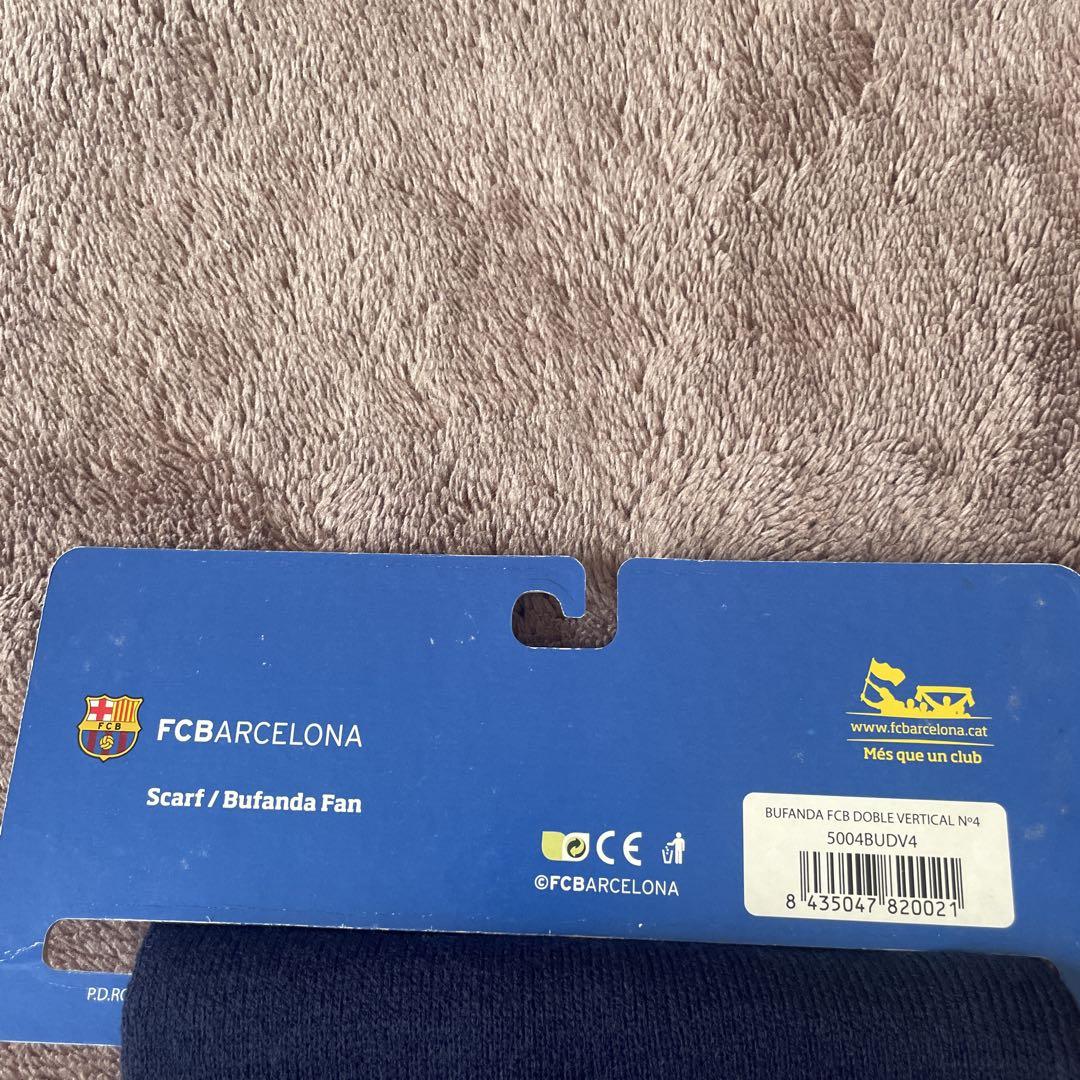 FCB
FCBARCELONA
Scarf / Bufanda Fan
www.fcbarcelona.cat
Més que un club
BUFANDA FCB DOBLE VERTICAL Nº4
5004BUDV4
8 435047 820021
CE
©FCBARCELONA